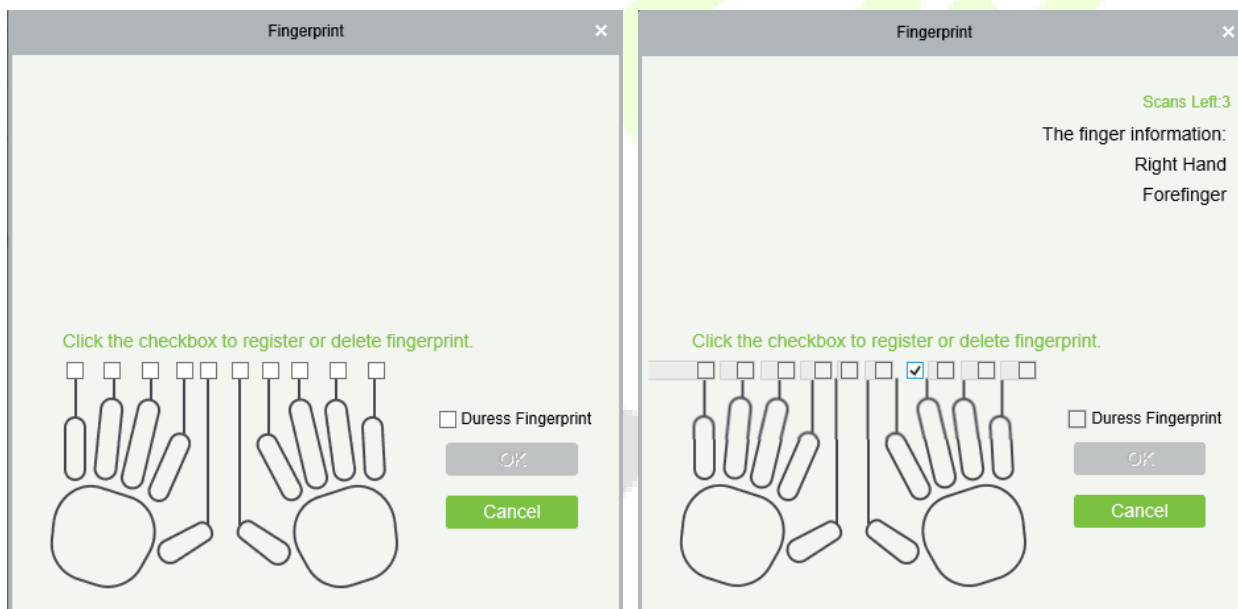 Fingerprint
Click the checkbox to register or delete fingerprint.
Duress Fingerprint
OK
Cancel
Fingerprint
Scans Left:3
The finger information:
Right Hand
Forefinger
Click the checkbox to register or delete fingerprint.
Duress Fingerprint
OK
Cancel